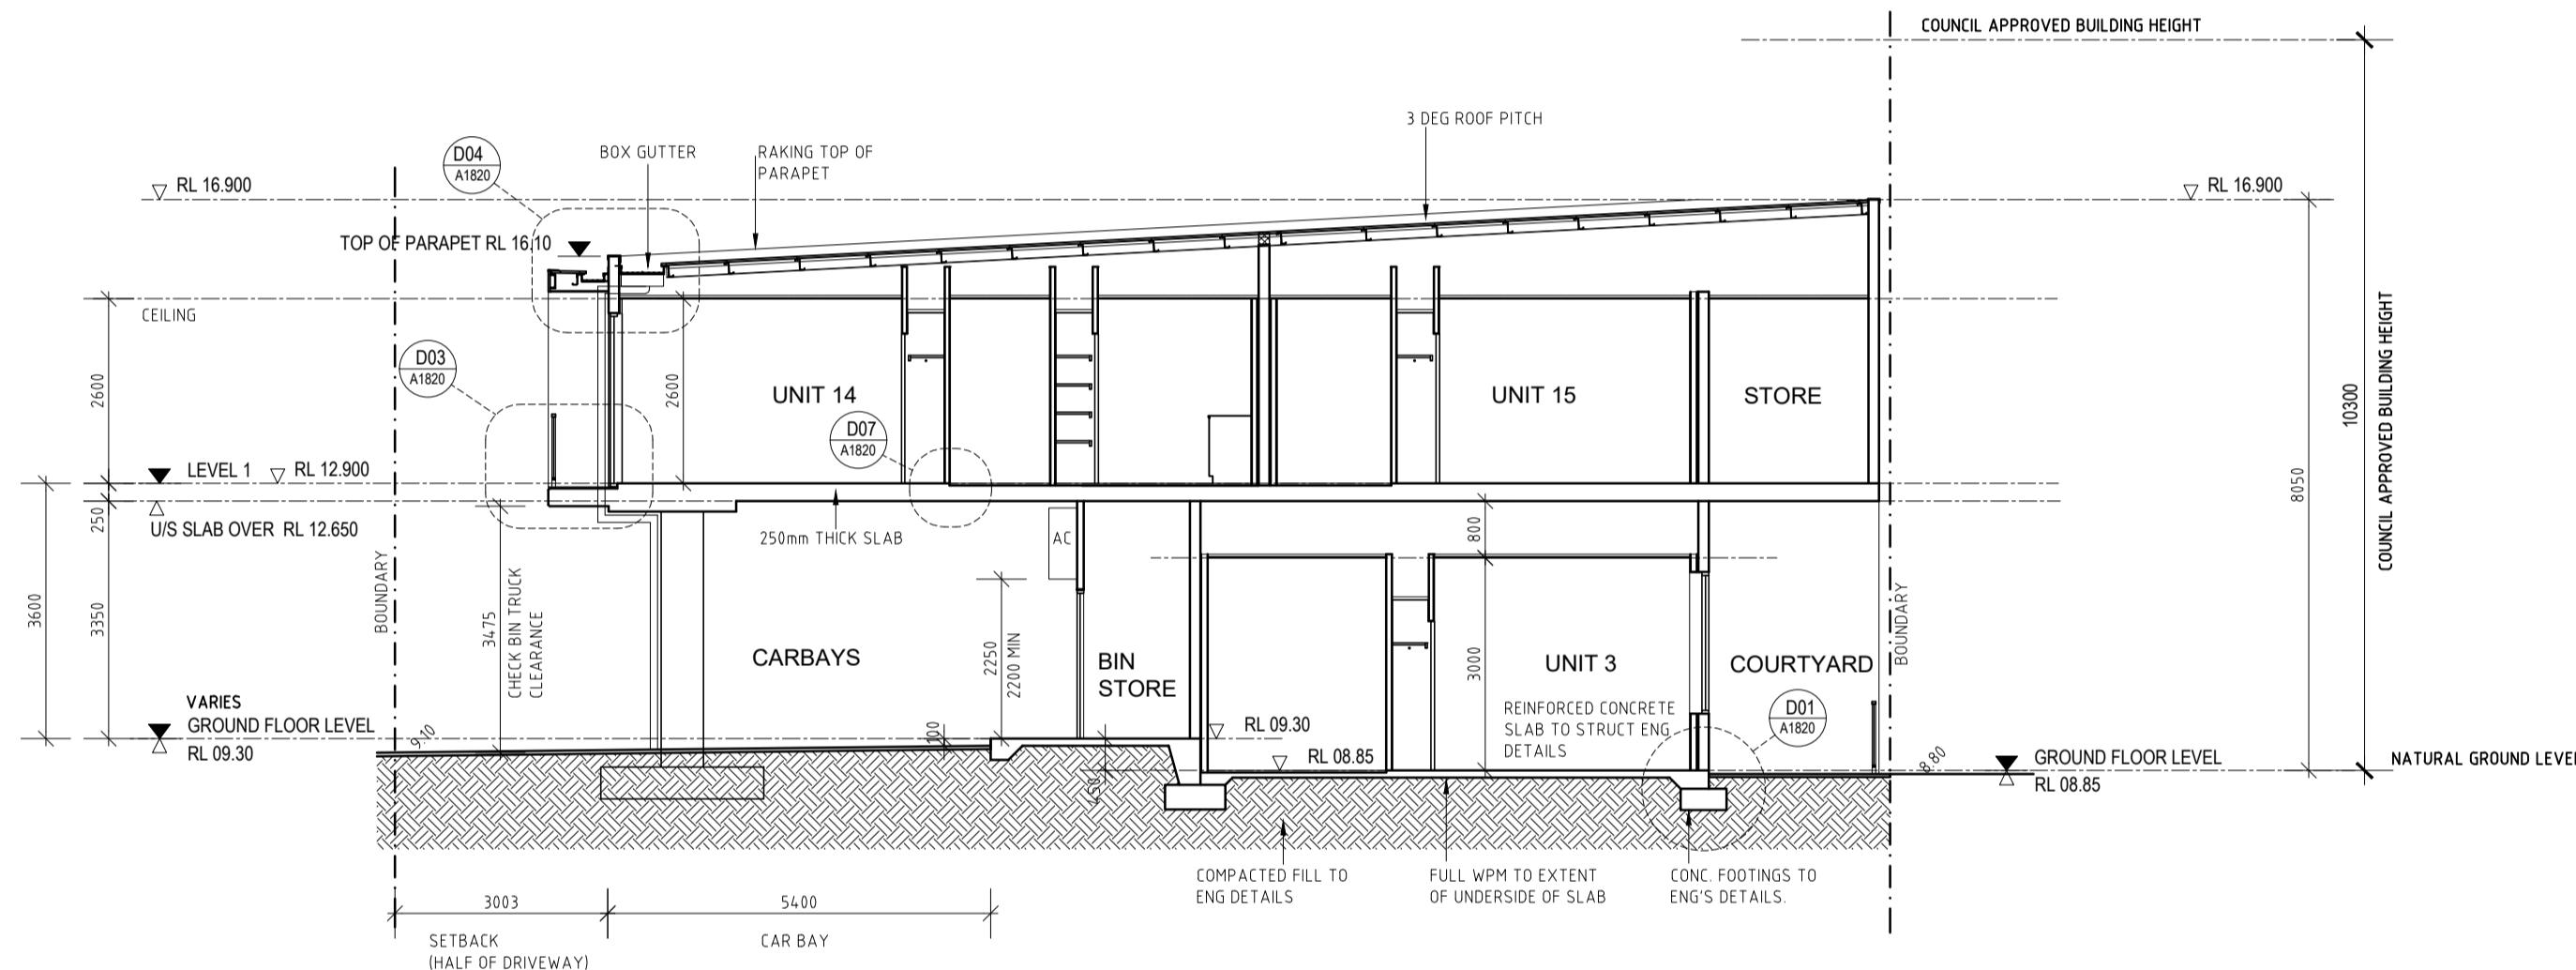 COUNCIL APPROVED BUILDING HEIGHT
3 DEG ROOF PITCH
D04
A1820
BOX GUTTER
RAKING TOP OF
PARAPET
RL 16.900
RL 16.900
TOP OF PARAPET RL 16.10
CEILING
D03
A1820
2600
2600
UNIT 14
D07
A1820
UNIT 15
STORE
10300
COUNCIL APPROVED BUILDING HEIGHT
8050
LEVEL 1
RL 12.900
250
U/S SLAB OVER RL 12.650
250mm THICK SLAB
AC
800
BOUNDARY
3600
3350
3475
CHECK BIN TRUCK
CLEARANCE
CARBAYS
2250
2200 MIN
BIN
STORE
3000
UNIT 3
COURTYARD
BOUNDARY
REINFORCED CONCRETE
SLAB TO STRUCT ENG
DETAILS
D01
A1820
VARIES
GROUND FLOOR LEVEL
RL 09.30
9.10
100
RL 09.30
RL 08.85
450
8.80
GROUND FLOOR LEVEL
RL 08.85
NATURAL GROUND LEVEL
COMPACTED FILL TO
ENG DETAILS
FULL WPM TO EXTENT
OF UNDERSIDE OF SLAB
CONC. FOOTINGS TO
ENG'S DETAILS.
3003
5400
SETBACK
(HALF OF DRIVEWAY)
CAR BAY